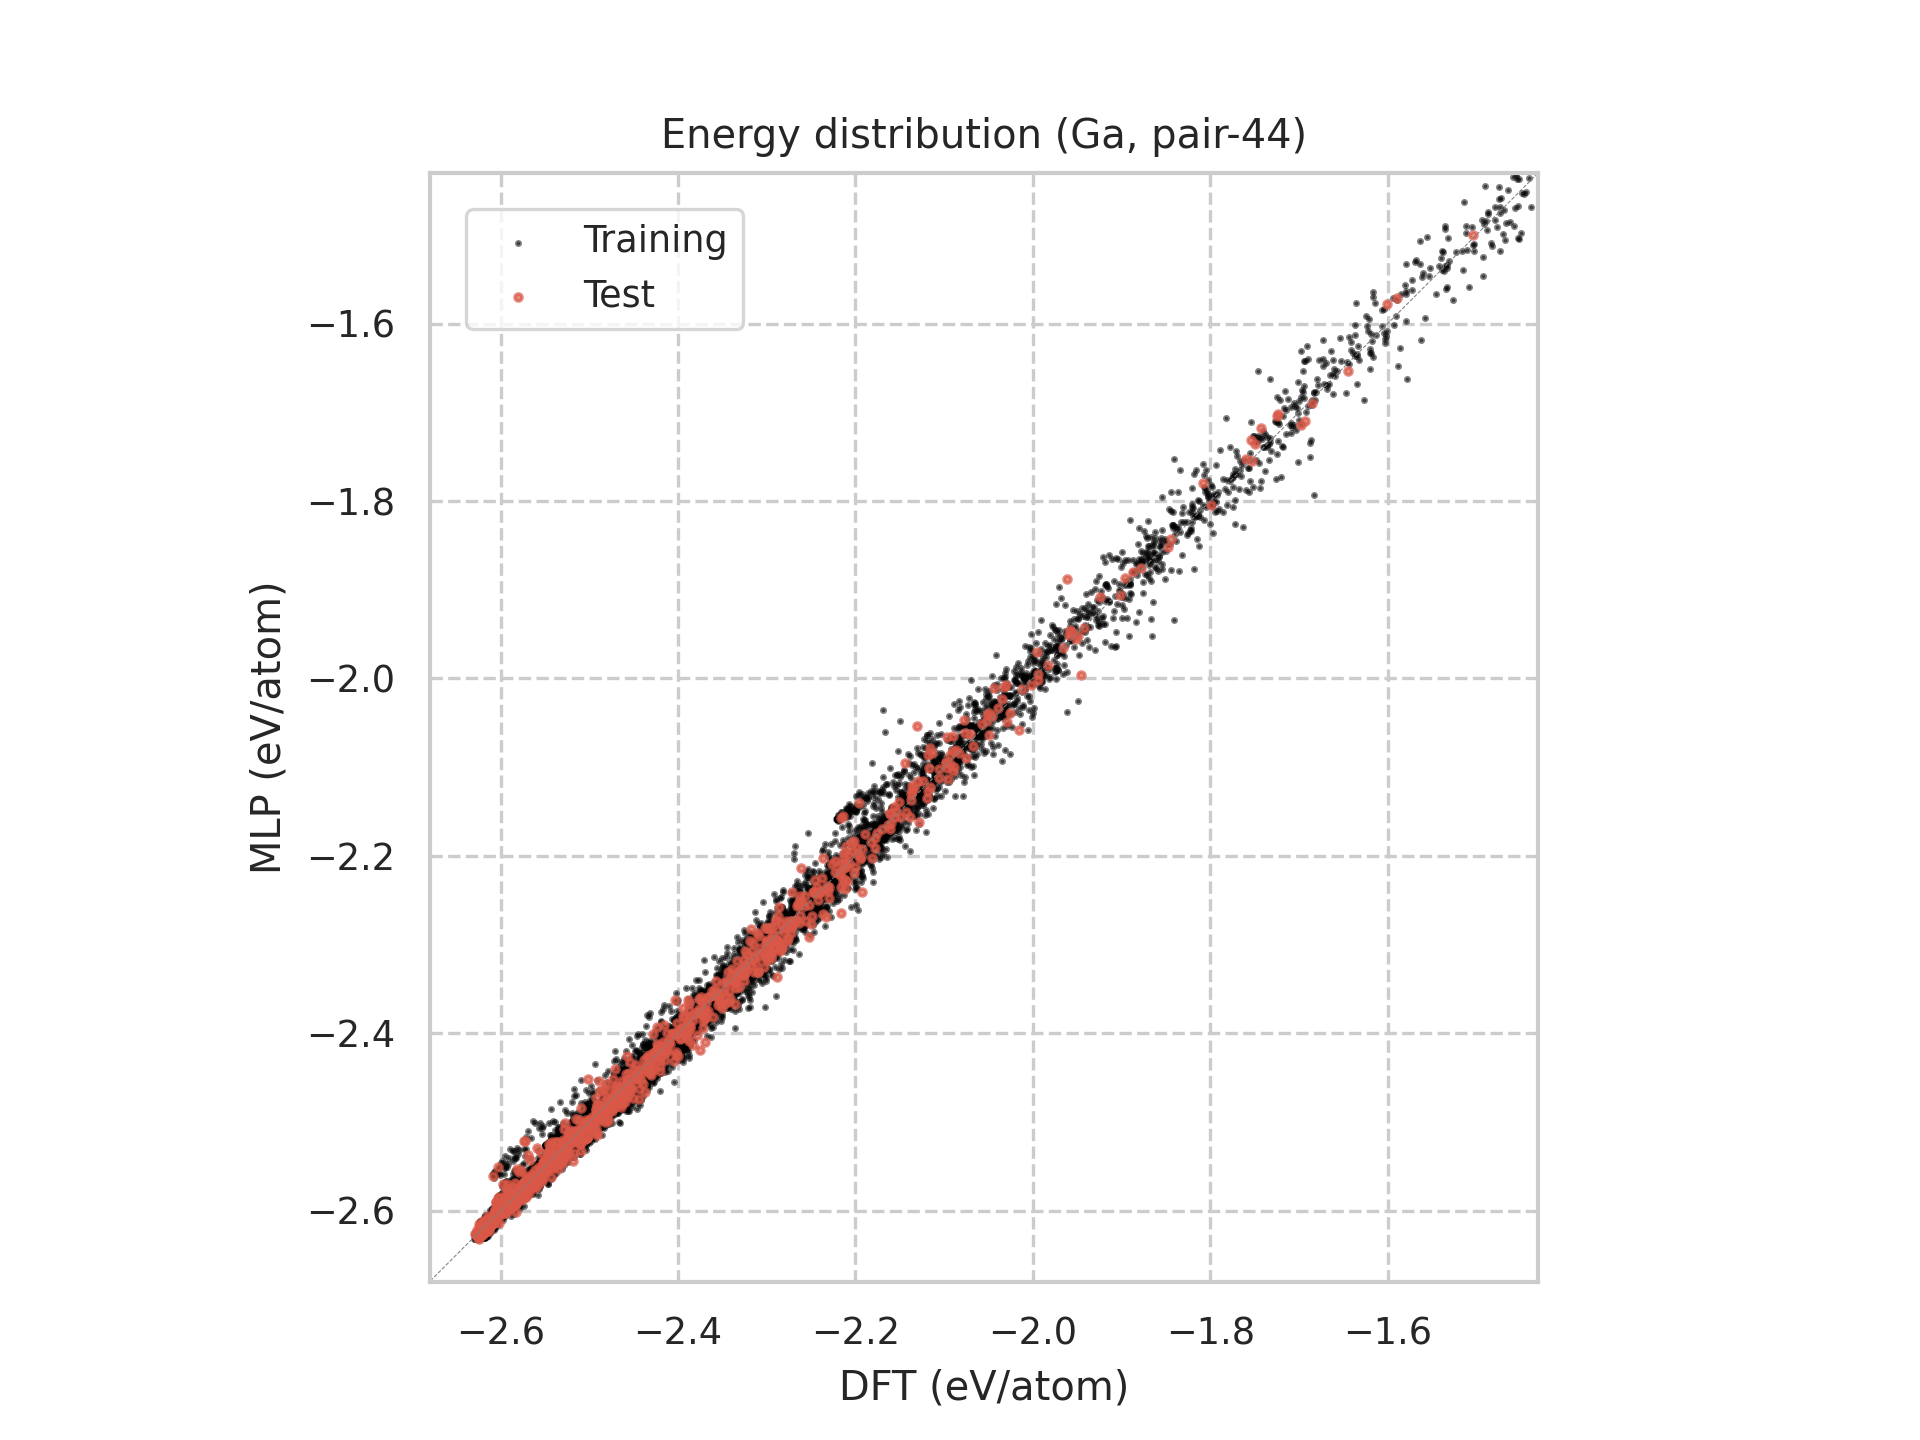 Energy distribution (Ga, pair-44)
Training
Test
MLP (eV/atom)
−1.6
−1.8
−2.0
−2.2
−2.4
−2.6
−2.6
−2.4
−2.2
−2.0
−1.8
−1.6
DFT (eV/atom)